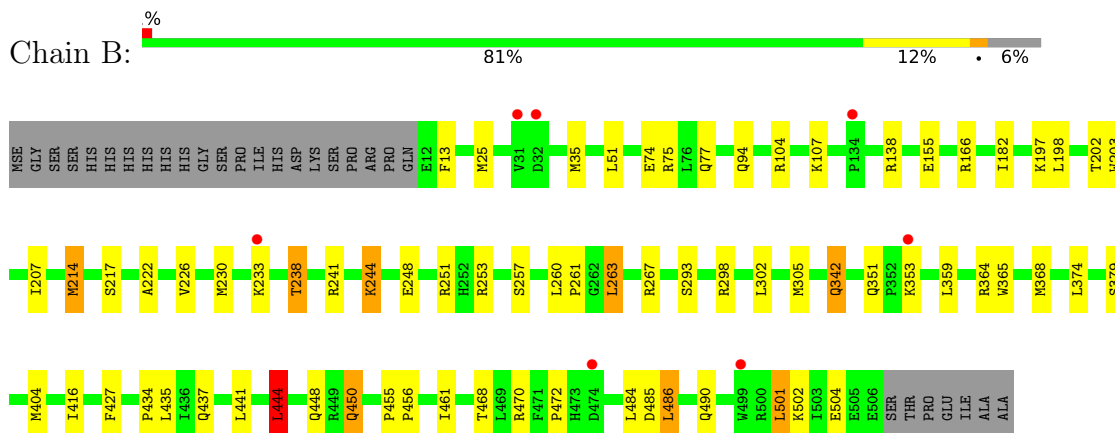 .%
Chain B:
81% 12% • 6%
MSE GLY SER SER HIS HIS HIS HIS HIS HIS GLY SER PRO ILE HIS ASP LYS SER PRO ARG PRO GLN E12 F13 M25 V31 D32 M35 L51 E74 R75 L76 Q77 Q94 R104 K107 P134 R138 E155 R166 I182 K197 L198 T202
I207 M214 S217 A222 V226 M230 K233 T238 R241 K244 E248 R251 H252 R253 S257 L260 P261 G262 L263 R267 S293 R298 L302 M305 Q342 Q351 P352 K353 L359 R364 W365 M368 L374
M404 I416 F427 P434 L435 I436 Q437 L441 L444 Q448 R449 Q450 P455 P456 I461 T468 L469 R470 F471 P472 H473 D474 L484 D485 L486 Q490 W499 R500 L501 K502 I503 E504 E505 E506 SER THR PRO GLU ILE ALA ALA